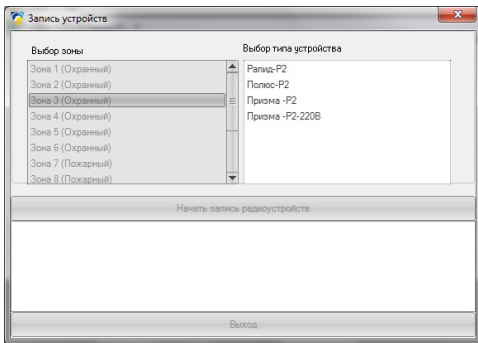 Запись устройств
Выбор зоны
Выбор типа устройства
Зона 1 (Охранный)
Зона 2 (Охранный)
Зона 3 (Охранный)
Зона 4 (Охранный)
Зона 5 (Охранный)
Зона 6 (Охранный)
Зона 7 (Пожарный)
Зона 8 (Пожарный)
Рапид-Р2
Полюс-Р2
Призма -Р2
Призма -Р2-220В
Начать запись радиоустройств
Выход